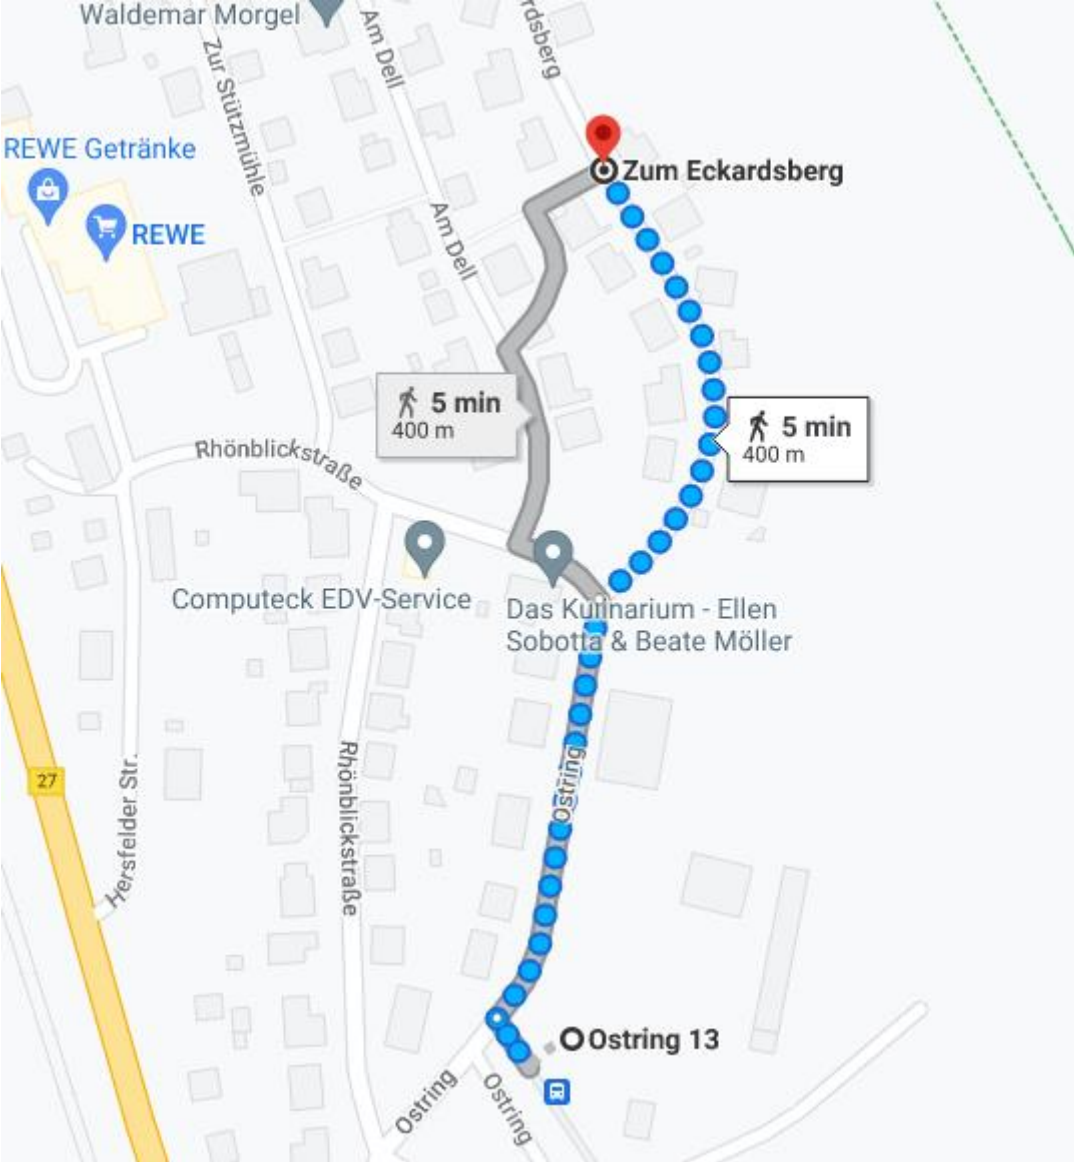 Waldemar Morgel
Am Dell
rdsberg
Zur Stützmühle
REWE Getränke
Zum Eckardsberg
REWE
Am Dell
5 min
400 m
5 min
400 m
Rhönblickstraße
Computeck EDV-Service
Das Kulinarium - Ellen
Sobotta & Beate Möller
27
Hersfelder Str.
Rhönblickstraße
Ostring
Ostring 13
Ostring
Ostring